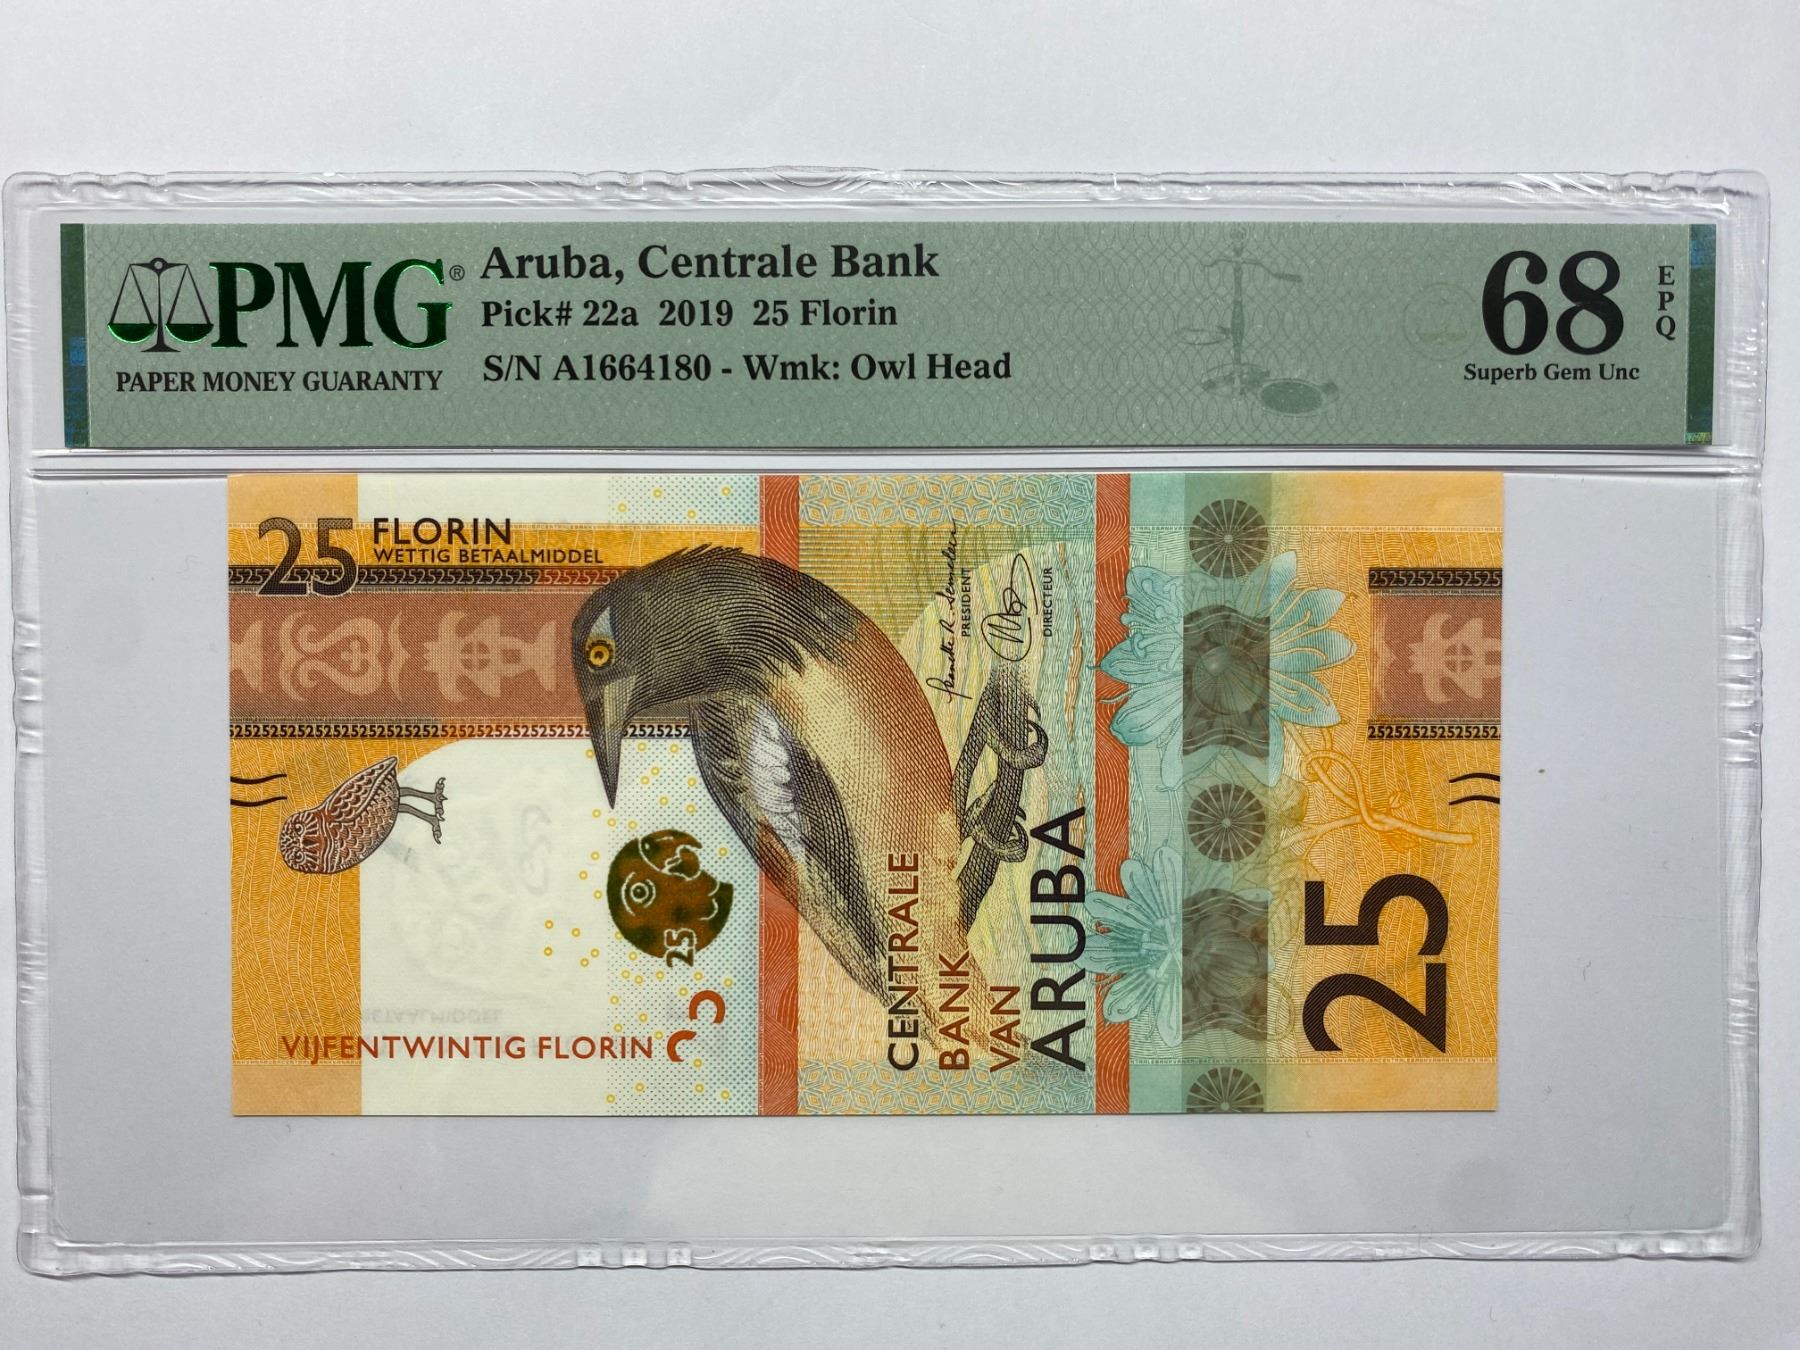 PMG®
PAPER MONEY GUARANTY
Aruba, Centrale Bank
Pick# 22a 2019 25 Florin
S/N A1664180 - Wmk: Owl Head
68
EPQ
Superb Gem Unc
25 FLORIN
WETTIG BETAALMIDDEL
PRESIDENT
DIRECTEUR
25
VIJFENTWINTIG FLORIN
CENTRALE
BANK
VAN
ARUBA
25